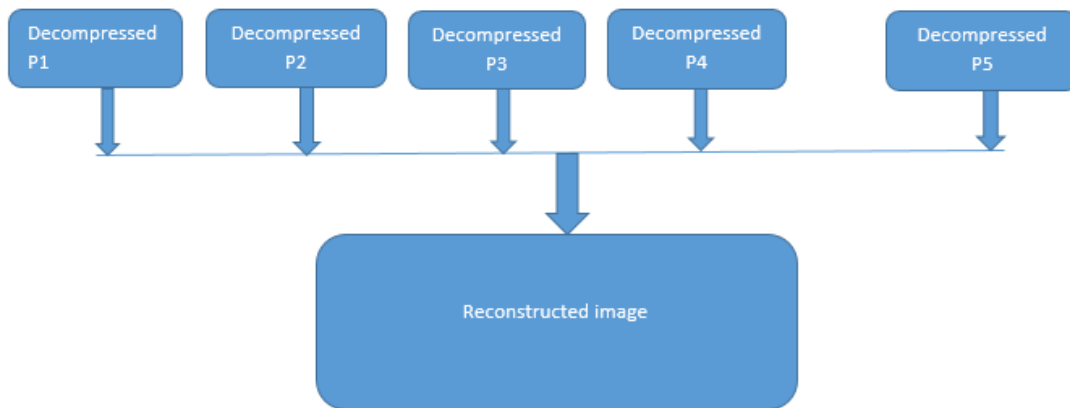 Decompressed
P1
Decompressed
P2
Decompressed
P3
Decompressed
P4
Decompressed
P5
Reconstructed image